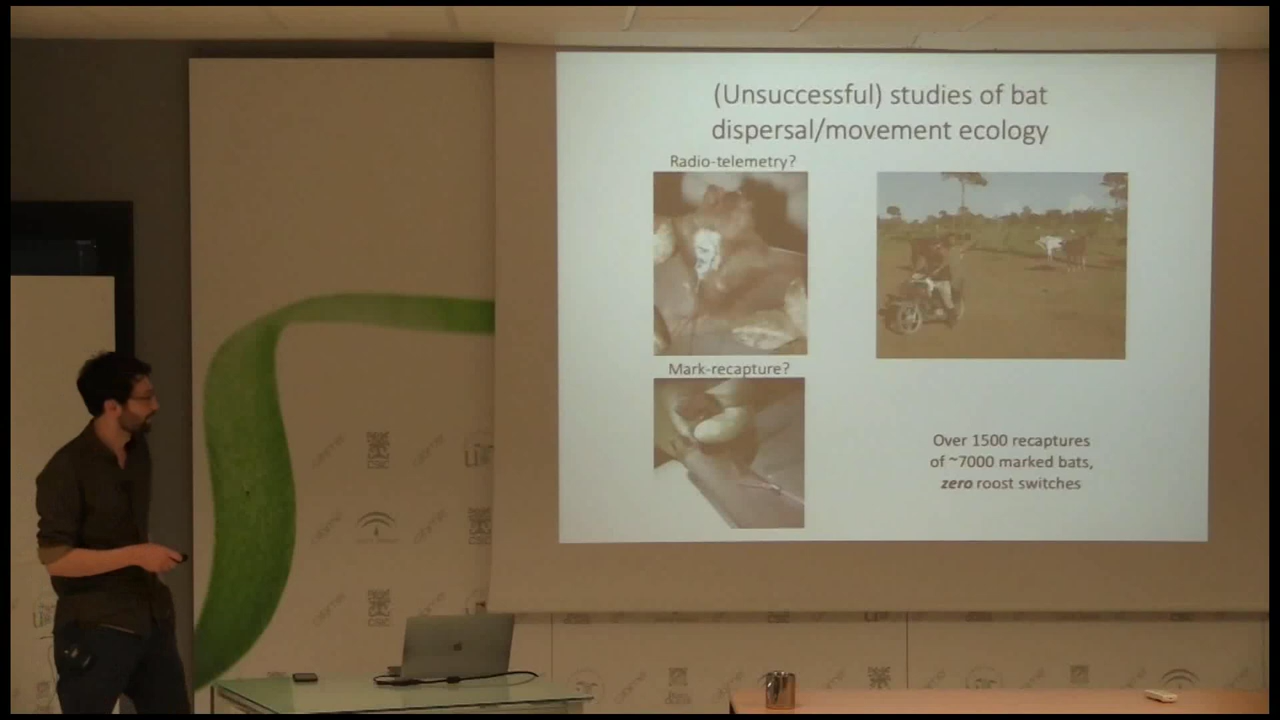 (Unsuccessful) studies of bat
dispersal/movement ecology
Radio-telemetry?
Mark-recapture?
Over 1500 recaptures
of ~7000 marked bats,
zero roost switches